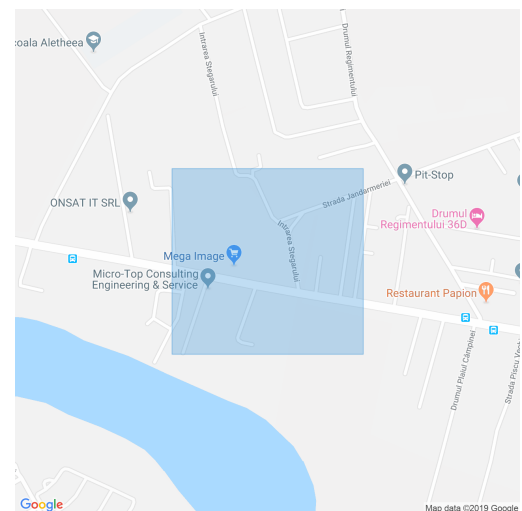 coala Aletheea
Intrarea Stegarului
Drumul Regimentului
Pit-Stop
Strada Jandarmeriei
ONSAT IT SRL
Drumul
Regimentului 36D
Intrarea Stegarului
Mega Image
Micro-Top Consulting
Engineering & Service
Restaurant Papion
Drumul Plaiul Câmpinei
Strada Piscu Vech
Google
Map data ©2019 Google